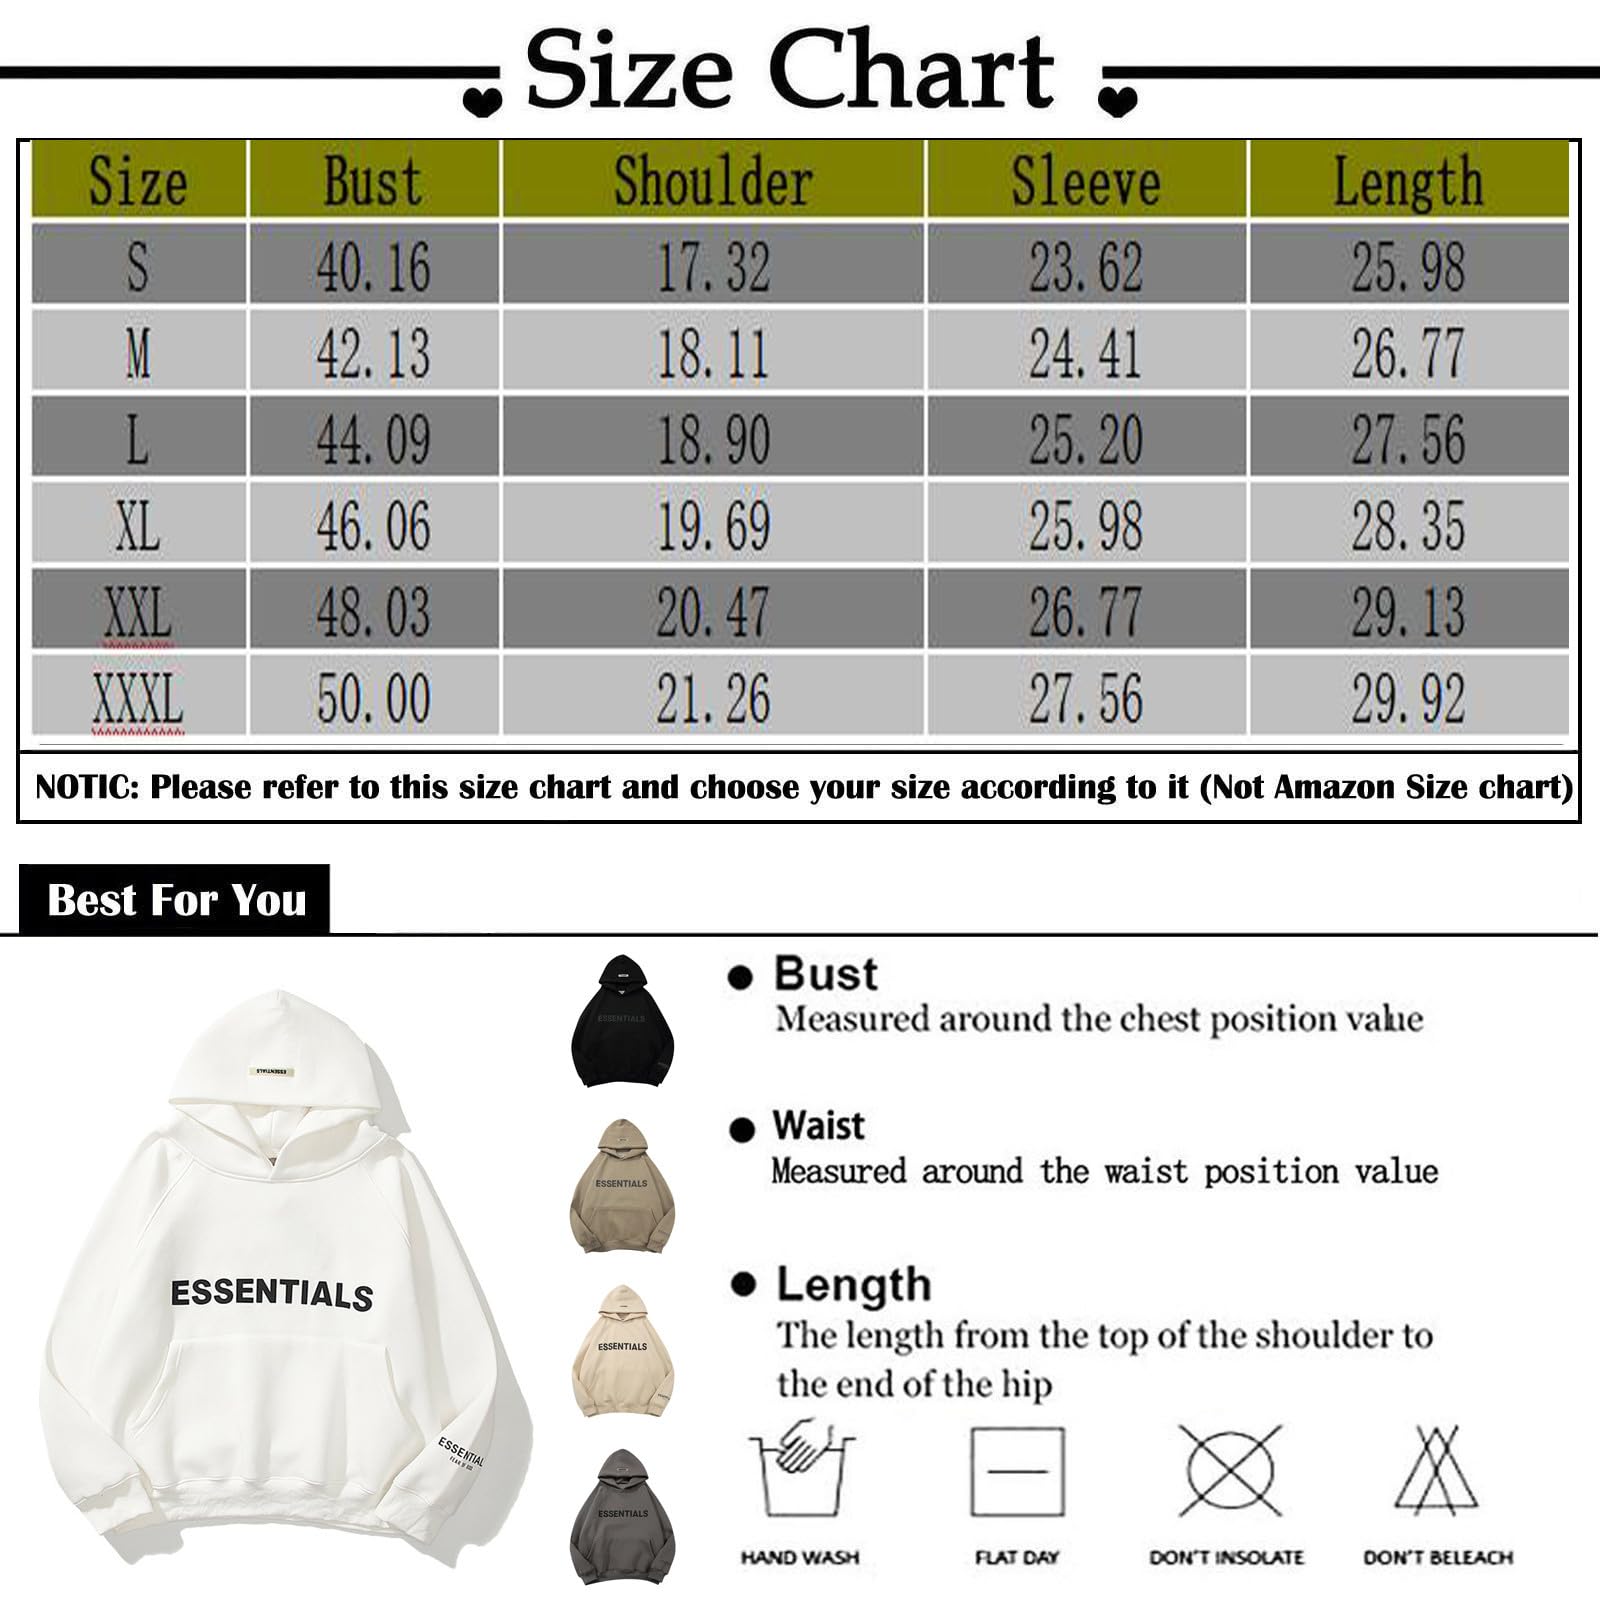 Size Chart
Size Bust Shoulder Sleeve Length
S 40.16 17.32 23.62 25.98
M 42.13 18.11 24.41 26.77
L 44.09 18.90 25.20 27.56
XL 46.06 19.69 25.98 28.35
XXL 48.03 20.47 26.77 29.13
XXXL 50.00 21.26 27.56 29.92
NOTIC: Please refer to this size chart and choose your size according to it (Not Amazon Size chart)
Best For You
ESSENTIALS
ESSENTIALS
ESSENTIAL
FEAR OF GOD
ESSENTIALS
ESSENTIALS
ESSENTIALS
ESSENTIALS
Bust
Measured around the chest position value
Waist
Measured around the waist position value
Length
The length from the top of the shoulder to
the end of the hip
HAND WASH
FLAT DAY
DON'T INSOLATE
DON'T BELEACH